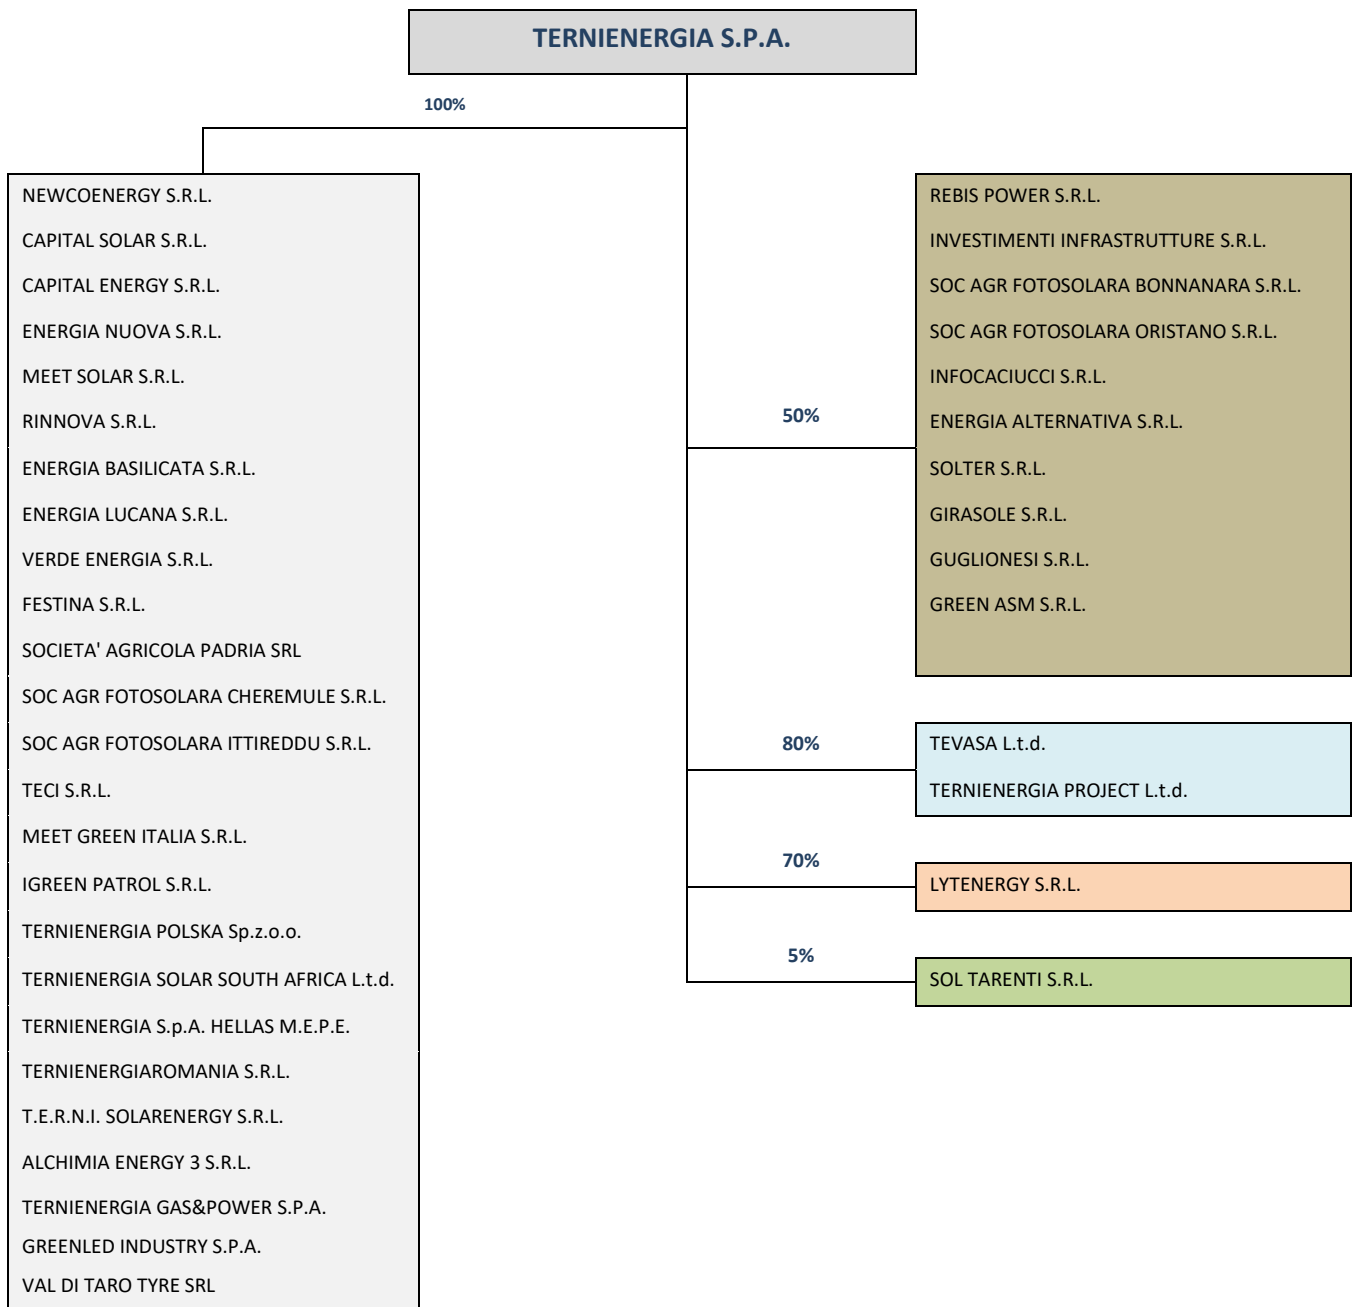 TERNIENERGIA S.P.A.
100%
NEWCOENERGY S.R.L.
CAPITAL SOLAR S.R.L.
CAPITAL ENERGY S.R.L.
ENERGIA NUOVA S.R.L.
MEET SOLAR S.R.L.
RINNOVA S.R.L.
ENERGIA BASILICATA S.R.L.
ENERGIA LUCANA S.R.L.
VERDE ENERGIA S.R.L.
FESTINA S.R.L.
SOCIETA' AGRICOLA PADRIA SRL
SOC AGR FOTOSOLARA CHEREMULE S.R.L.
SOC AGR FOTOSOLARA ITTIREDDU S.R.L.
TECI S.R.L.
MEET GREEN ITALIA S.R.L.
IGREEN PATROL S.R.L.
TERNIENERGIA POLSKA Sp.z.o.o.
TERNIENERGIA SOLAR SOUTH AFRICA L.t.d.
TERNIENERGIA S.p.A. HELLAS M.E.P.E.
TERNIENERGIAROMANIA S.R.L.
T.E.R.N.I. SOLARENERGY S.R.L.
ALCHIMIA ENERGY 3 S.R.L.
TERNIENERGIA GAS&POWER S.P.A.
GREENLED INDUSTRY S.P.A.
VAL DI TARO TYRE SRL
50%
REBIS POWER S.R.L.
INVESTIMENTI INFRASTRUTTURE S.R.L.
SOC AGR FOTOSOLARA BONNANARA S.R.L.
SOC AGR FOTOSOLARA ORISTANO S.R.L.
INFOCACIUCCI S.R.L.
ENERGIA ALTERNATIVA S.R.L.
SOLTER S.R.L.
GIRASOLE S.R.L.
GUGLIONESI S.R.L.
GREEN ASM S.R.L.
80%
TEVASA L.t.d.
TERNIENERGIA PROJECT L.t.d.
70%
LYTENERGY S.R.L.
5%
SOL TARENTI S.R.L.